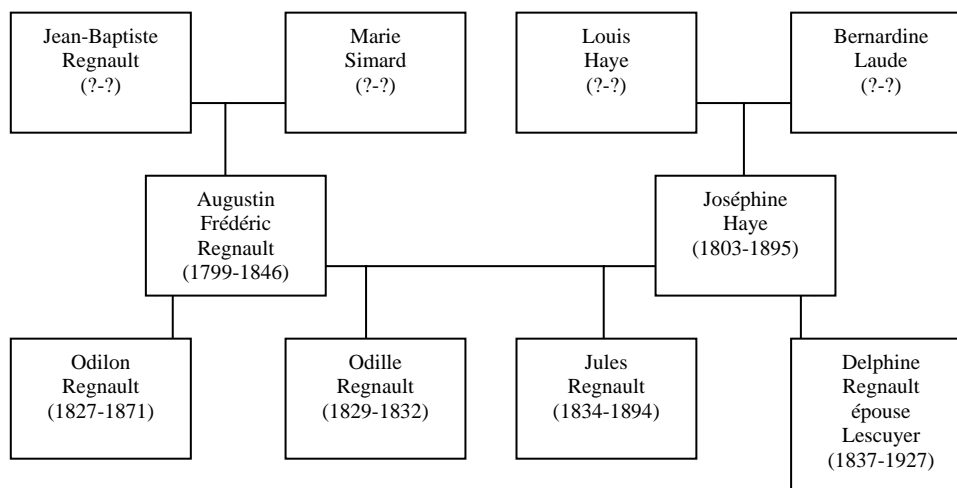 Jean-Baptiste
Regnault
(?-?)
Marie
Simard
(?-?)
Louis
Haye
(?-?)
Bernardine
Laude
(?-?)
Augustin
Frédéric
Regnault
(1799-1846)
Joséphine
Haye
(1803-1895)
Odilon
Regnault
(1827-1871)
Odille
Regnault
(1829-1832)
Jules
Regnault
(1834-1894)
Delphine
Regnault
épouse
Lescuyer
(1837-1927)